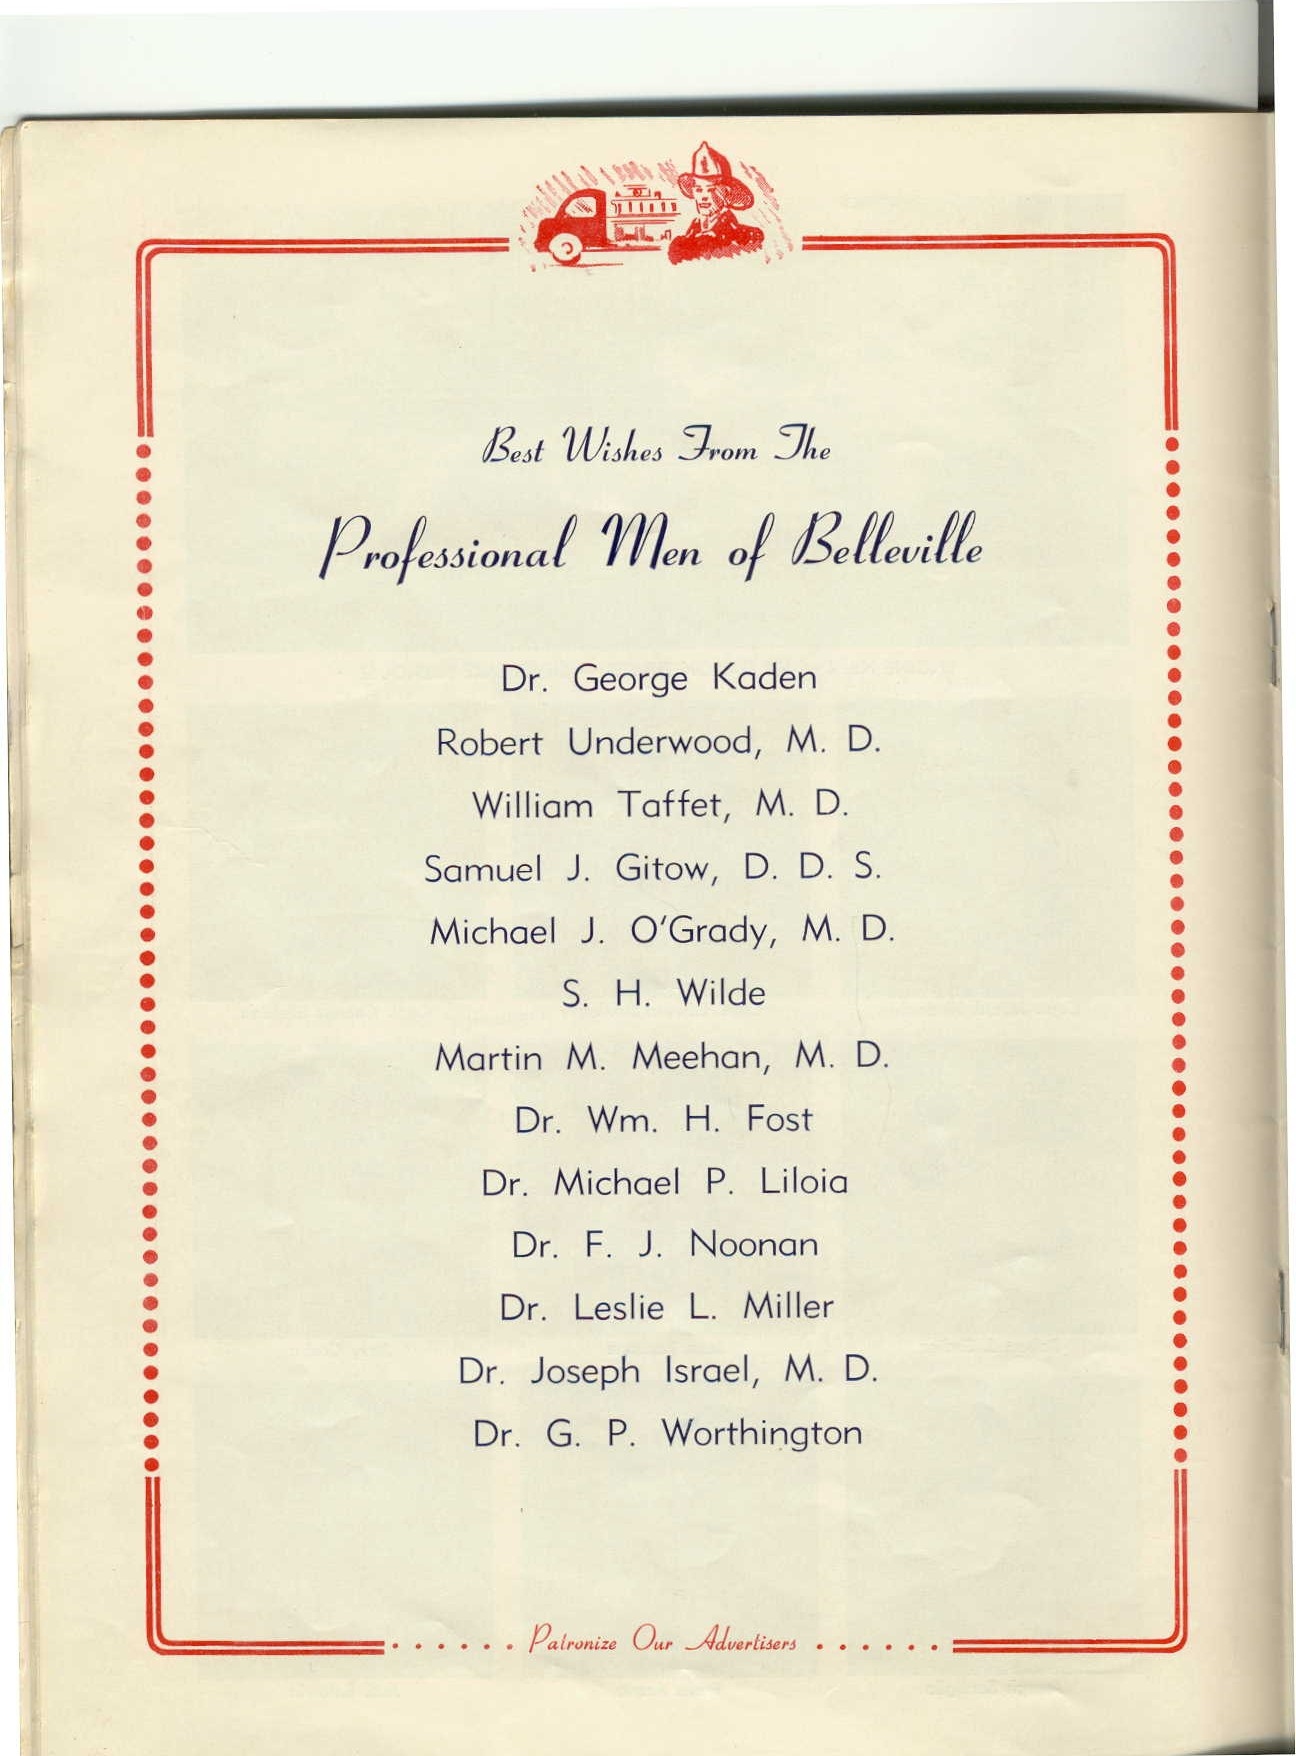 Best Wishes From The
Professional Men of Belleville
Dr. George Kaden
Robert Underwood, M. D.
William Taffet, M. D.
Samuel J. Gitow, D. D. S.
Michael J. O'Grady, M. D.
S. H. Wilde
Martin M. Meehan, M. D.
Dr. Wm. H. Fost
Dr. Michael P. Liloia
Dr. F. J. Noonan
Dr. Leslie L. Miller
Dr. Joseph Israel, M. D.
Dr. G. P. Worthington
Patronize Our Advertisers